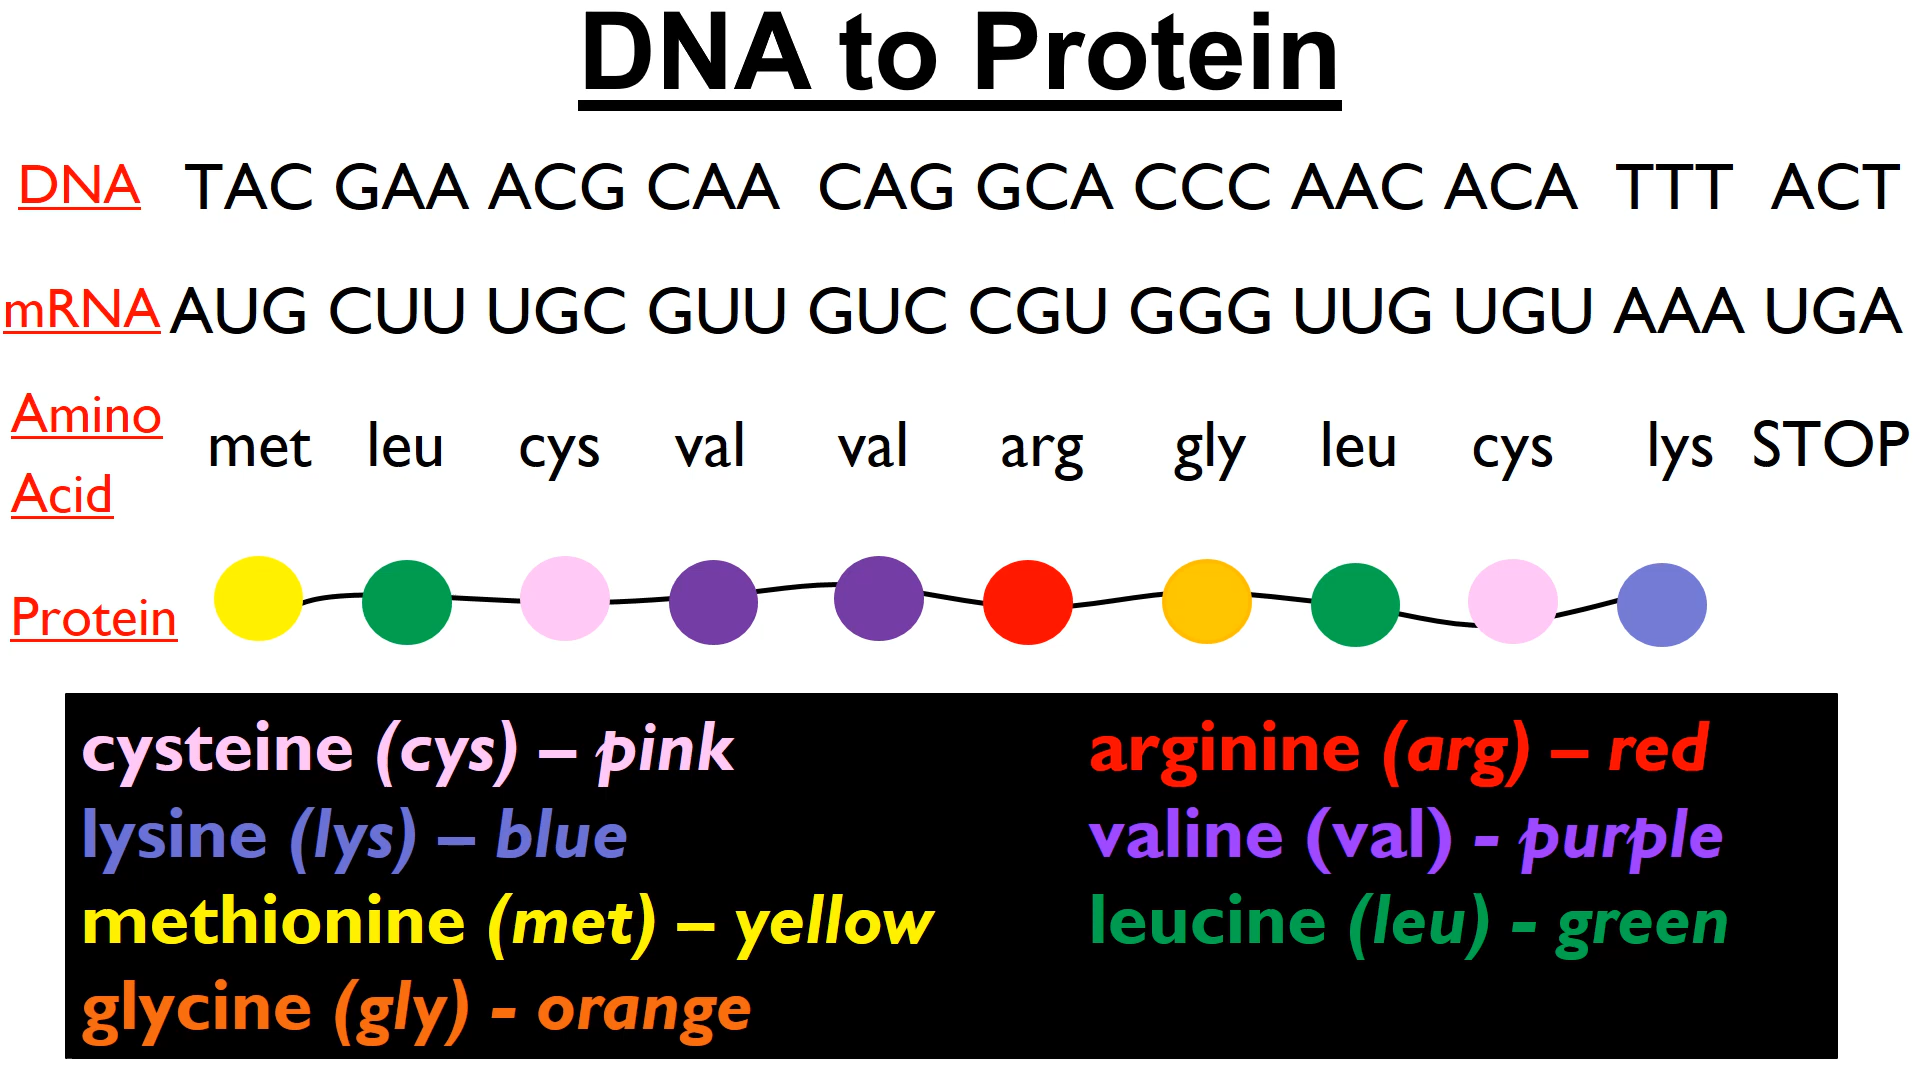 DNA to Protein
DNA TAC GAA ACG CAA CAG GCA CCC AAC ACA TTT ACT
mRNA AUG CUU UGC GUU GUC CGU GGG UUG UGU AAA UGA
Amino
Acid
met leu cys val val arg gly leu cys lys STOP
Protein
cysteine (cys) – pink
lysine (lys) – blue
methionine (met) – yellow
glycine (gly) - orange
arginine (arg) – red
valine (val) - purple
leucine (leu) - green